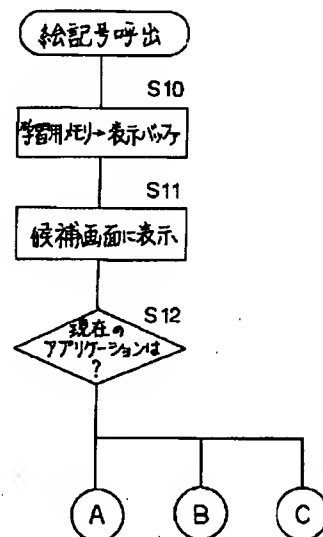 絵記号呼出
S10
学習用メモリ→表示バッファ
S11
候補画面に表示
S12
現在の
アプリケーションは
?
A B C